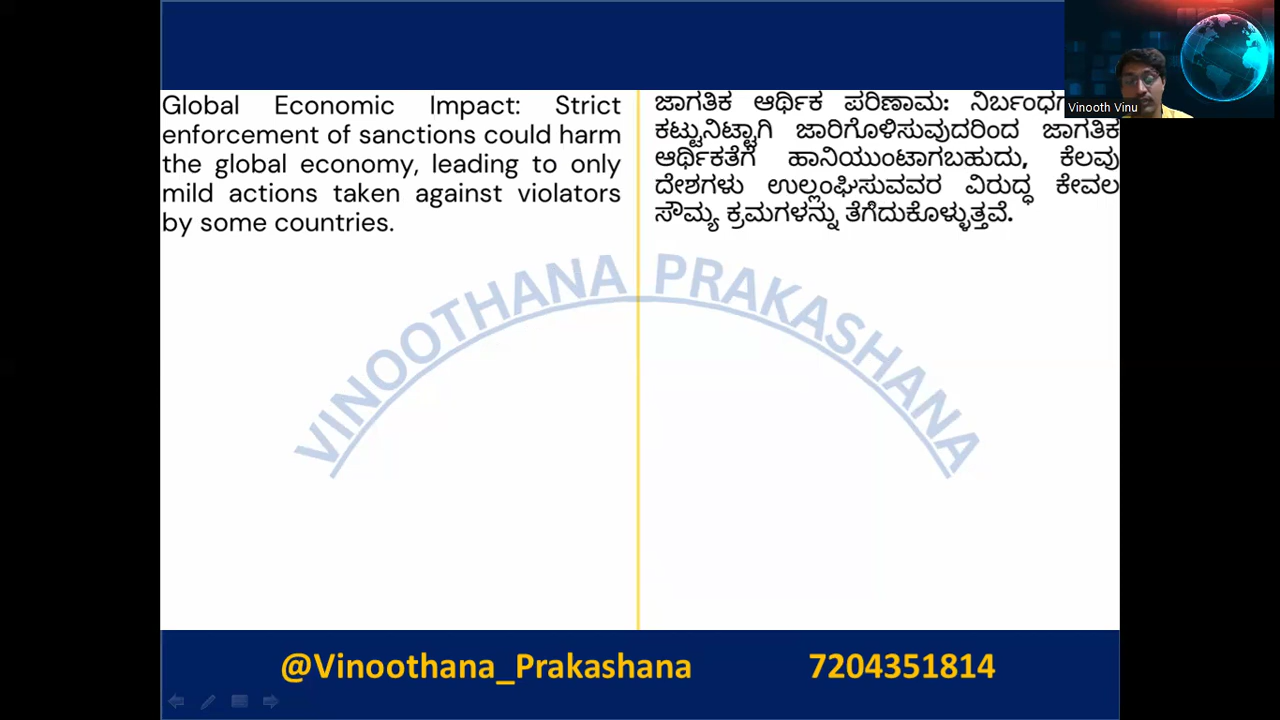 Global Economic Impact: Strict
enforcement of sanctions could harm
the global economy, leading to only
mild actions taken against violators
by some countries.
ಜಾಗತಿಕ ಆರ್ಥಿಕ ಪರಿಣಾಮ:
ಕಟ್ಟುನಿಟ್ಟಾಗಿ ಜಾರಿಗೊಳಿಸುವುದರಿಂದ ಜಾಗತಿಕ
ಆರ್ಥಿಕತೆಗೆ ಹಾನಿಯುಂಟಾಗಬಹುದು, ಕೆಲವು
ದೇಶಗಳು ಉಲ್ಲಂಘಿಸುವವರ ವಿರುದ್ಧ ಕೇವಲ
ಸೌಮ್ಯ ಕ್ರಮಗಳನ್ನು ತೆಗೆದುಕೊಳ್ಳುತ್ತವೆ.
VINOOTHANA PRAKASHANA
@Vinoothana_Prakashana 7204351814
Vinooth Vinu